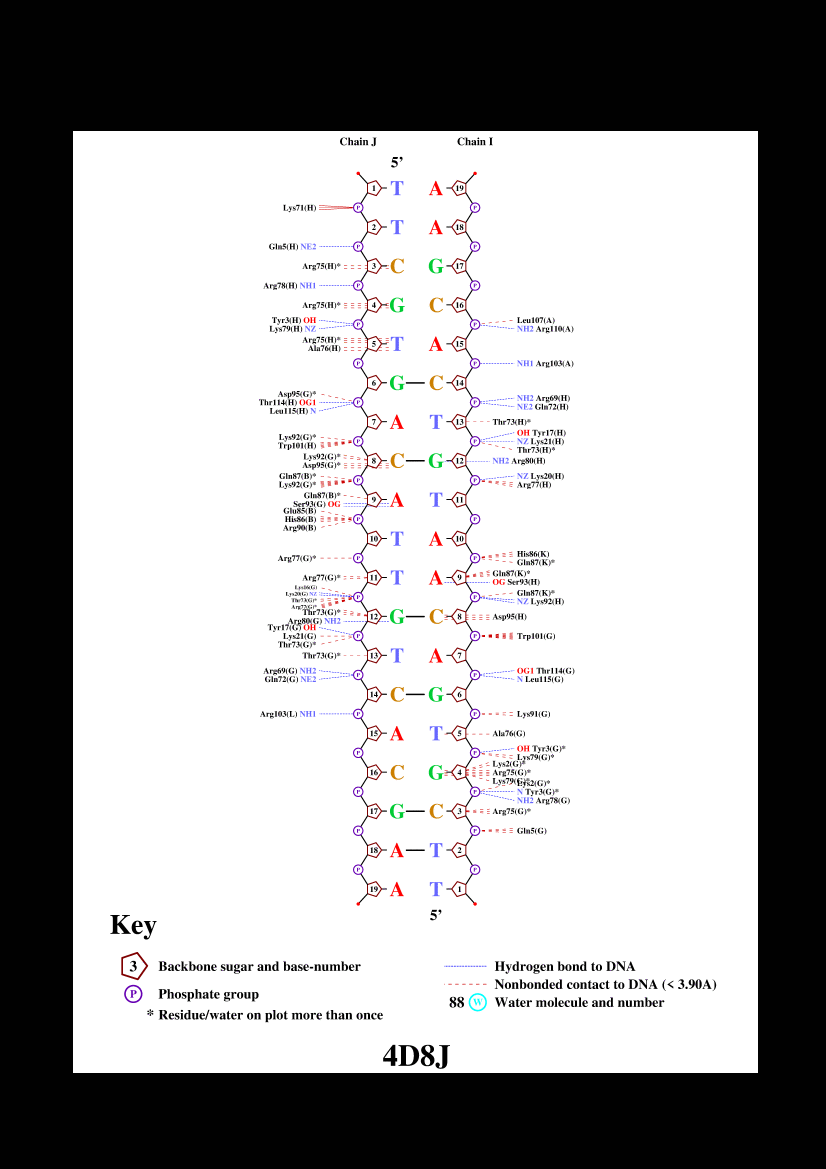 Chain J Chain I
5’
1 T A 19
P P
Lys71(H)
2 T A 18
Gln5(H) NE2 P P
Arg75(H)* 3 C G 17
Arg78(H) NH1 P P
Arg75(H)* 4 G C 16
Leu107(A)
Tyr3(H) OH P P
Lys79(H) NZ NH2 Arg110(A)
Arg75(H)* 5 T A 15
Ala76(H)
P P NH1 Arg103(A)
6 G C 14
Asp95(G)* NH2 Arg69(H)
Thr114(H) OG1 P P NE2 Gln72(H)
Leu115(H) N
7 A T 13 Thr73(H)*
OH Tyr17(H)
Lys92(G)* P P NZ Lys21(H)
Trp101(H) Thr73(H)*
Lys92(G)* 8 C G 12 NH2 Arg80(H)
Asp95(G)*
Gln87(B)* P P NZ Lys20(H)
Lys92(G)* Arg77(H)
Gln87(B)* 9 A T 11
Ser93(G) OG
Glu85(B)
His86(B) P P
Arg90(B)
10 T A 10
Arg77(G)* P P His86(K)
Gln87(K)*
Arg77(G)* 11 T A 9 Gln87(K)*
OG Ser93(H)
Lys16(G)
Lys20(G) NZ P P Gln87(K)*
Thr73(G)* NZ Lys92(H)
Arg72(G)*
Thr73(G)* 12 G C 8 Asp95(H)
Arg80(G) NH2
Tyr17(G) OH
Lys21(G) P P Trp101(G)
Thr73(G)*
Thr73(G)* 13 T A 7
Arg69(G) NH2 P P OG1 Thr114(G)
Gln72(G) NE2 N Leu115(G)
14 C G 6
Arg103(L) NH1 P P Lys91(G)
15 A T 5 Ala76(G)
P P OH Tyr3(G)*
Lys79(G)*
Lys2(G)*
16 C G 4 Arg75(G)*
Lys79(G)*
Lys2(G)*
P P N Tyr3(G)*
NH2 Arg78(G)
17 G C 3 Arg75(G)*
P P Gln5(G)
18 A T 2
P P
19 A T 1
5’
Key
3 Backbone sugar and base-number
P Phosphate group
* Residue/water on plot more than once
Hydrogen bond to DNA
Nonbonded contact to DNA (< 3.90A)
88 W Water molecule and number
4D8J